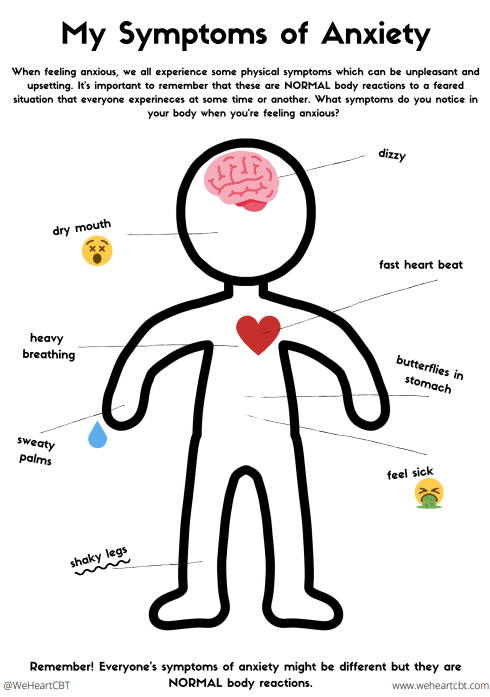 My Symptoms of Anxiety
When feeling anxious, we all experience some physical symptoms which can be unpleasant and
upsetting. It's important to remember that these are NORMAL body reactions to a feared
situation that everyone experineces at some time or another. What symptoms do you notice in
your body when you're feeling anxious?
dizzy
dry mouth
fast heart beat
heavy
breathing
butterflies in
stomach
sweaty
palms
feel sick
shaky legs
Remember! Everyone's symptoms of anxiety might be different but they are
NORMAL body reactions.
@WeHeartCBT
www.weheartcbt.com